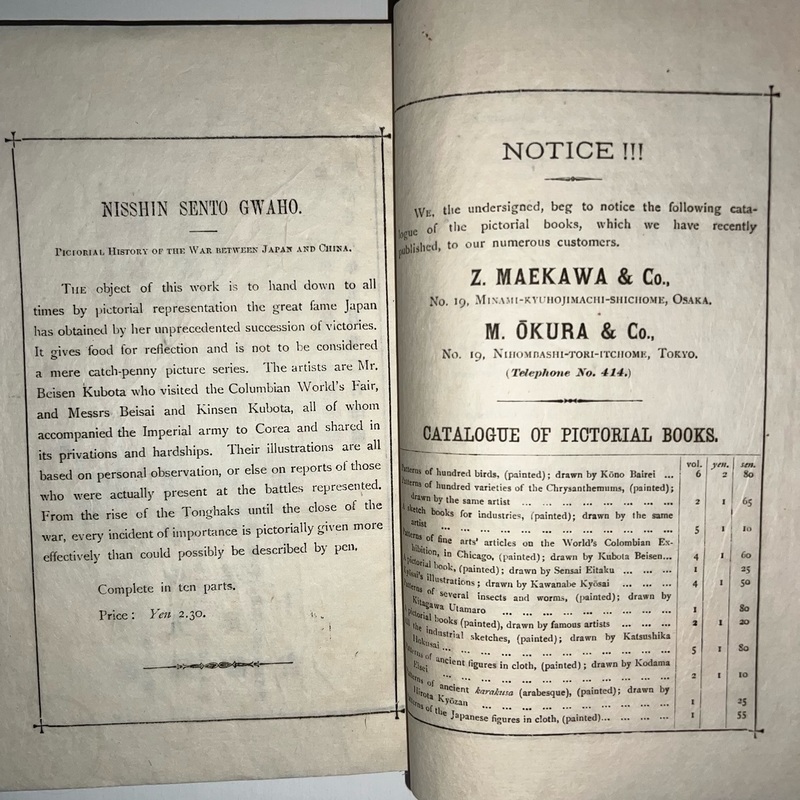 NISSHIN SENTO GWAHO.
PICTORIAL HISTORY OF THE WAR BETWEEN JAPAN AND CHINA.
THE object of this work is to hand down to all
times by pictorial representation the great fame Japan
has obtained by her unprecedented succession of victories.
It gives food for reflection and is not to be considered
a mere catch-penny picture series. The artists are Mr.
Beisen Kubota who visited the Columbian World's Fair,
and Messrs Beisai and Kinsen Kubota, all of whom
accompanied the Imperial army to Corea and shared in
its privations and hardships. Their illustrations are all
based on personal observation, or else on reports of those
who were actually present at the battles represented.
From the rise of the Tonghaks until the close of the
war, every incident of importance is pictorially given more
effectively than could possibly be described by pen.
Complete in ten parts.
Price: Yen 2.30.
NOTICE !!!
WE, the undersigned, beg to notice the following cata-
logue of the pictorial books, which we have recently
published, to our numerous customers.
Z. MAEKAWA & Co.,
No. 19, MINAMI-KYUHOJIMACHI-SHICHOME, OSAKA.
M. ŌKURA & Co.,
No. 19, NIHOMBASHI-TORI-ITCHOME, TOKYO.
(Telephone No. 414.)
CATALOGUE OF PICTORIAL BOOKS.
vol. yen. sen.
of hundred birds, (painted); drawn by Kōno Bairei ... 6 2 80
of hundred varieties of the Chrysanthemums, (painted);
drawn by the same artist ... ... ... ... ... ... 2 1 65
sketch books for industries, (painted); drawn by the same
artist ... ... ... ... ... ... ... ... ... 5 1 10
of fine arts' articles on the World's Colombian Ex-
hibition, in Chicago, (painted); drawn by Kubota Beisen... 4 1 60
pictorial book, (painted); drawn by Sensai Eitaku ... ... ... 1 25
illustrations; drawn by Kawanabe Kyōsai ... ... ... 4 1 50
of several insects and worms, (painted); drawn by
Kitagawa Utamaro ... ... ... ... ... ... ... 1 80
pictorial books (painted), drawn by famous artists ... ... ... 2 1 20
the industrial sketches, (painted); drawn by Katsushika
Hokusai ... ... ... ... ... ... ... ... ... 5 1 80
of ancient figures in cloth, (painted); drawn by Kodama
... ... ... ... ... ... ... ... ... 2 1 10
of ancient karakusa (arabesque), (painted); drawn by
Hirota Kyōzan ... ... ... ... ... ... ... 1 25
of the Japanese figures in cloth, (painted)... ... ... ... 1 55